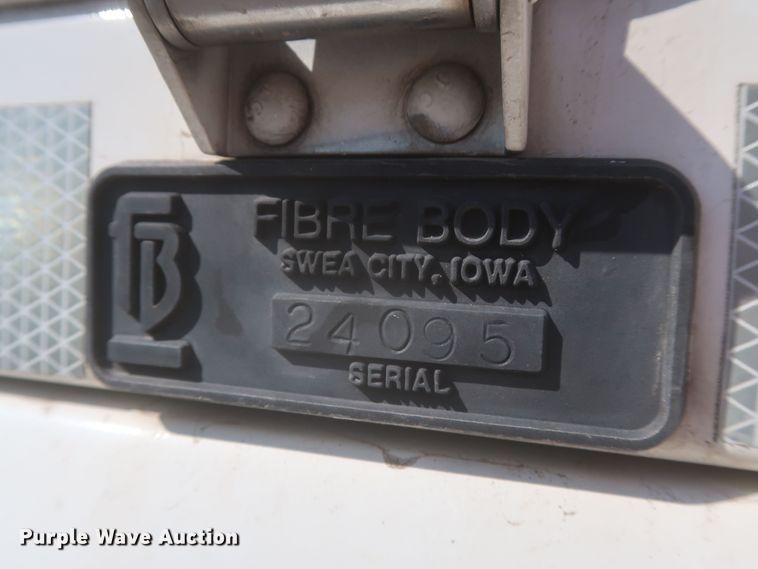 FB
FIBRE BODY
SWEA CITY, IOWA
24095
SERIAL
Purple Wave Auction